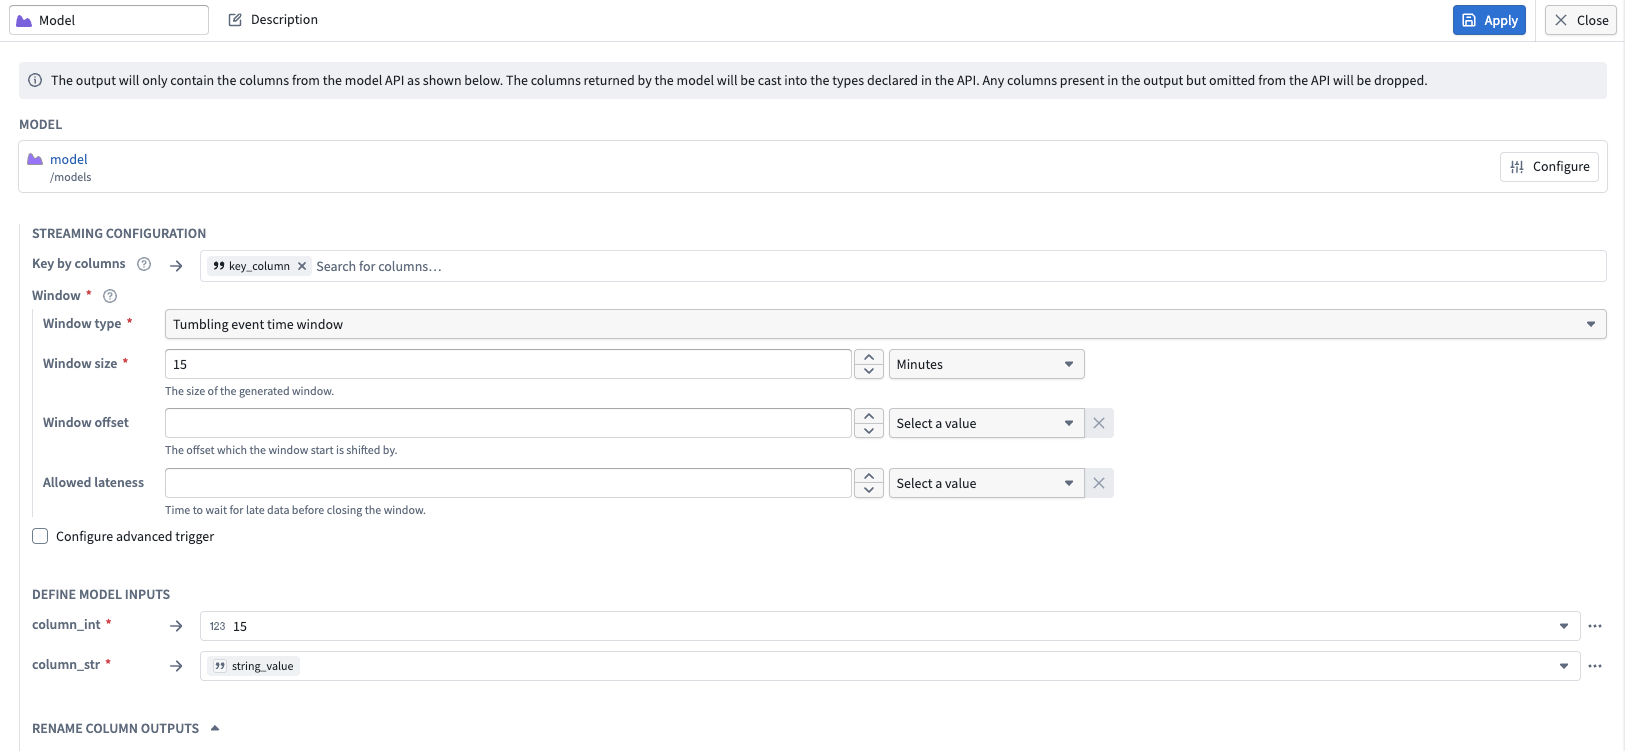 Model
Description
Apply
Close
The output will only contain the columns from the model API as shown below. The columns returned by the model will be cast into the types declared in the API. Any columns present in the output but omitted from the API will be dropped.
MODEL
model
/models
Configure
STREAMING CONFIGURATION
Key by columns
key_column
Search for columns…
Window *
Window type *
Tumbling event time window
Window size *
15
Minutes
The size of the generated window.
Window offset
Select a value
The offset which the window start is shifted by.
Allowed lateness
Select a value
Time to wait for late data before closing the window.
Configure advanced trigger
DEFINE MODEL INPUTS
column_int *
123 15
column_str *
string_value
RENAME COLUMN OUTPUTS